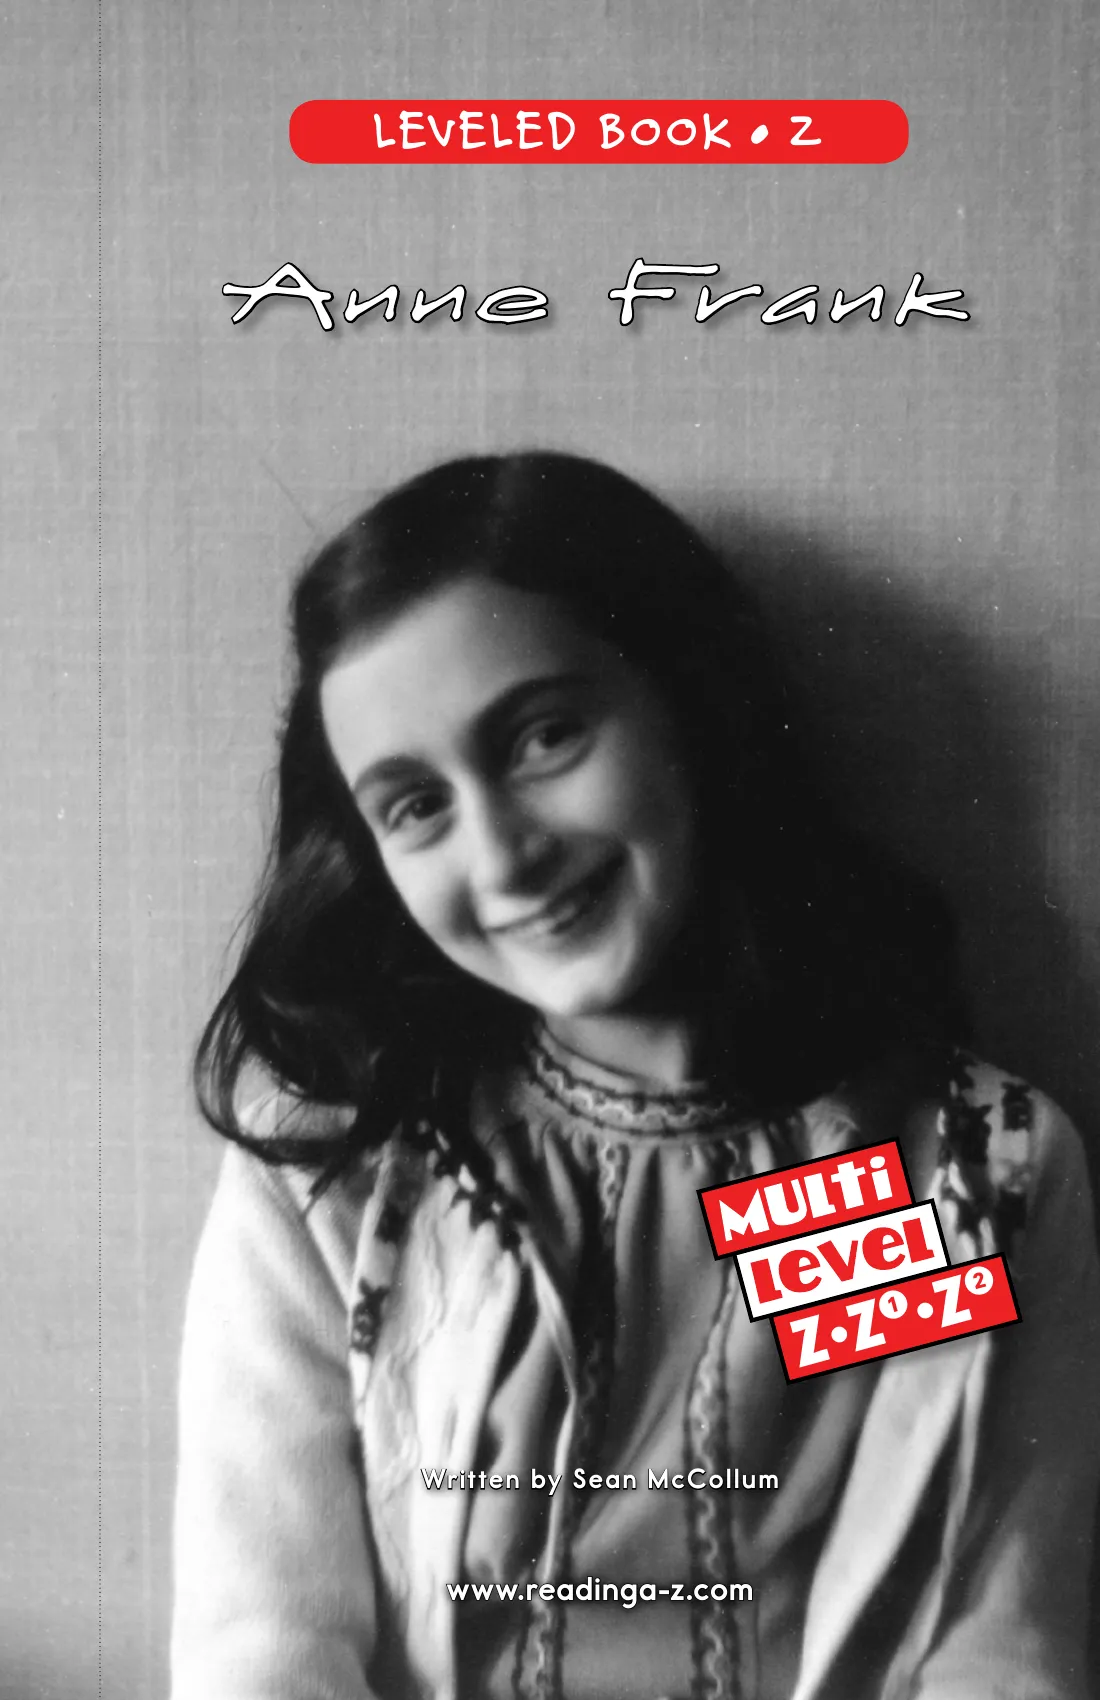 LEVELED BOOK • Z
Anne Frank
MULti
LeveL
Z•Z①•Z②
Written by Sean McCollum
www.readinga-z.com